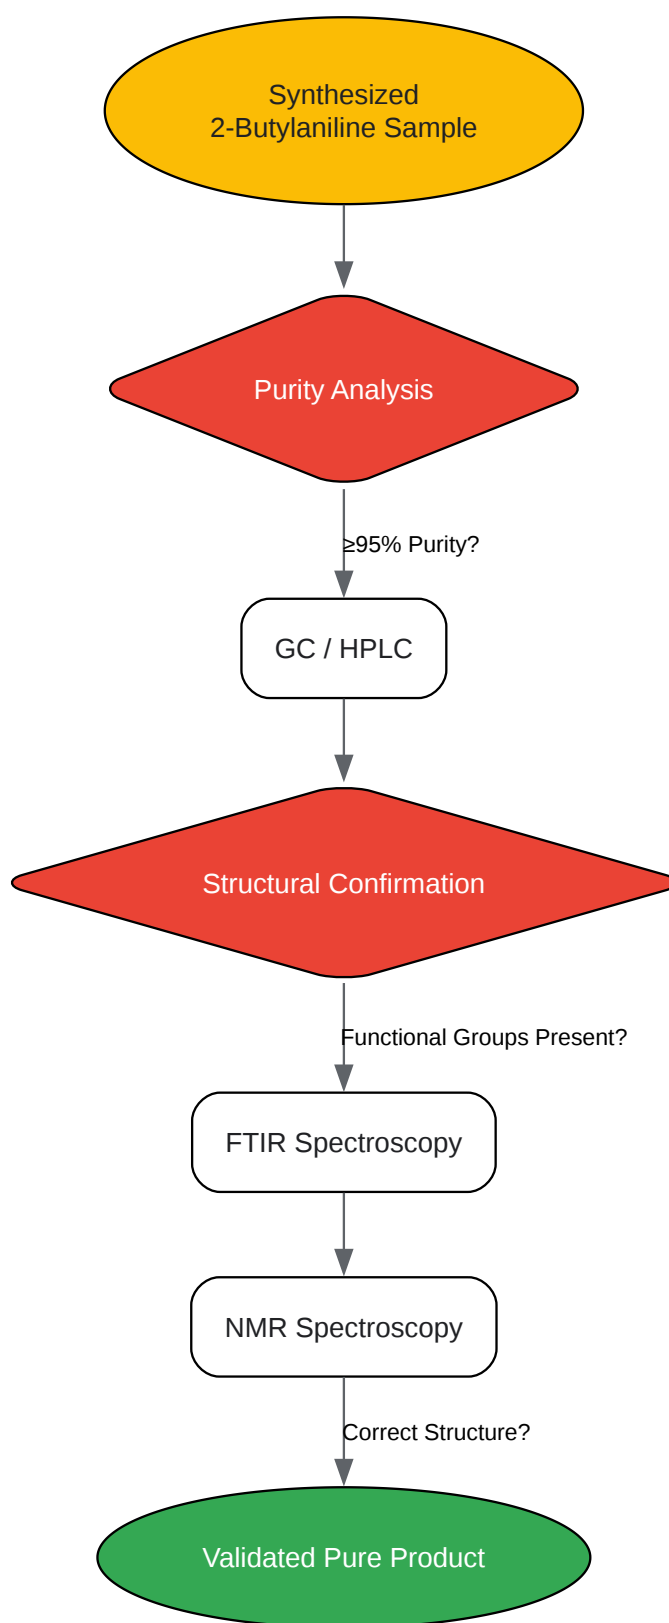 Synthesized
2-Butylaniline Sample
Purity Analysis
≥95% Purity?
GC / HPLC
Structural Confirmation
Functional Groups Present?
FTIR Spectroscopy
NMR Spectroscopy
Correct Structure?
Validated Pure Product